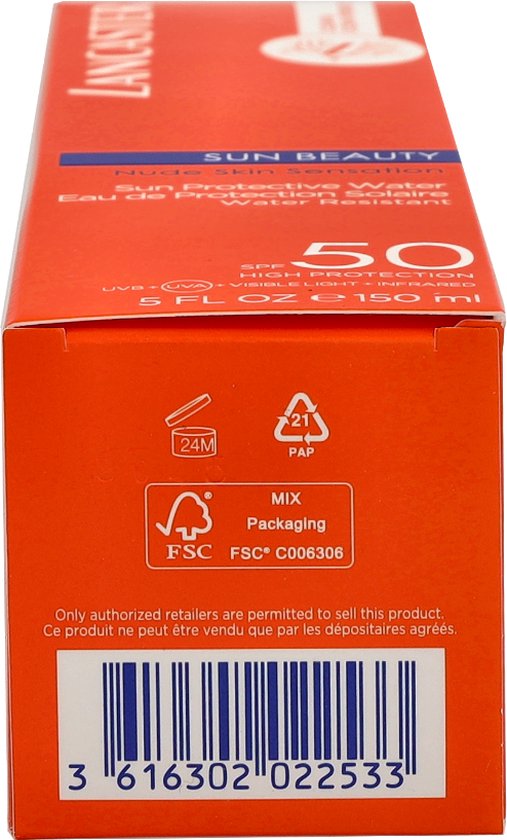 LANCASTER
SUN BEAUTY
Nude Skin Sensation
Sun Protective Water
Eau de Protection Solaire
Water Resistant
SPF 50
HIGH PROTECTION
UVB + UVA + VISIBLE LIGHT + INFRARED
5 FL OZ e 150 ml
24M
21
PAP
MIX
Packaging
FSC® C006306
FSC
Only authorized retailers are permitted to sell this product.
Ce produit ne peut être vendu que par les dépositaires agréés.
3 616302 022533